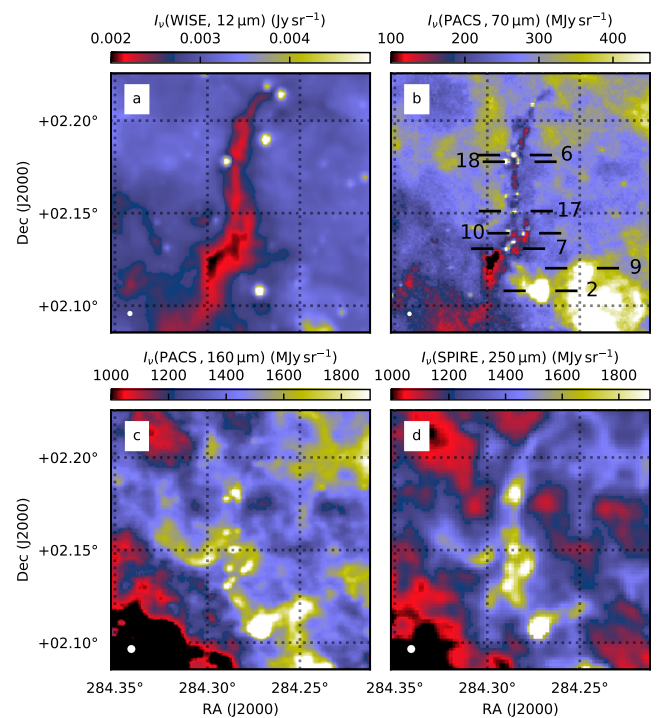 Iν(WISE, 12 μm) (Jy sr⁻¹)
0.002 0.003 0.004
Iν(PACS, 70 μm) (MJy sr⁻¹)
100 200 300 400
a
b
+02.20°
+02.15°
+02.10°
Dec (J2000)
18 6
17
10
7
9
2
Iν(PACS, 160 μm) (MJy sr⁻¹)
1000 1200 1400 1600 1800
Iν(SPIRE, 250 μm) (MJy sr⁻¹)
1000 1200 1400 1600 1800
c
d
+02.20°
+02.15°
+02.10°
Dec (J2000)
284.35° 284.30° 284.25°
RA (J2000)
284.35° 284.30° 284.25°
RA (J2000)